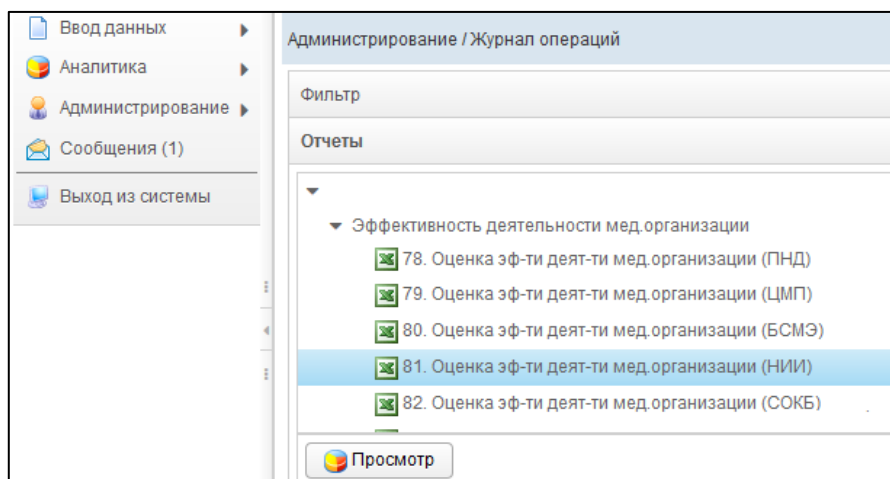 Ввод данных
Аналитика
Администрирование
Сообщения (1)
Выход из системы
Администрирование / Журнал операций
Фильтр
Отчеты
Эффективность деятельности мед.организации
78. Оценка эф-ти деят-ти мед.организации (ПНД)
79. Оценка эф-ти деят-ти мед.организации (ЦМП)
80. Оценка эф-ти деят-ти мед.организации (БСМЭ)
81. Оценка эф-ти деят-ти мед.организации (НИИ)
82. Оценка эф-ти деят-ти мед.организации (СОКБ)
Просмотр